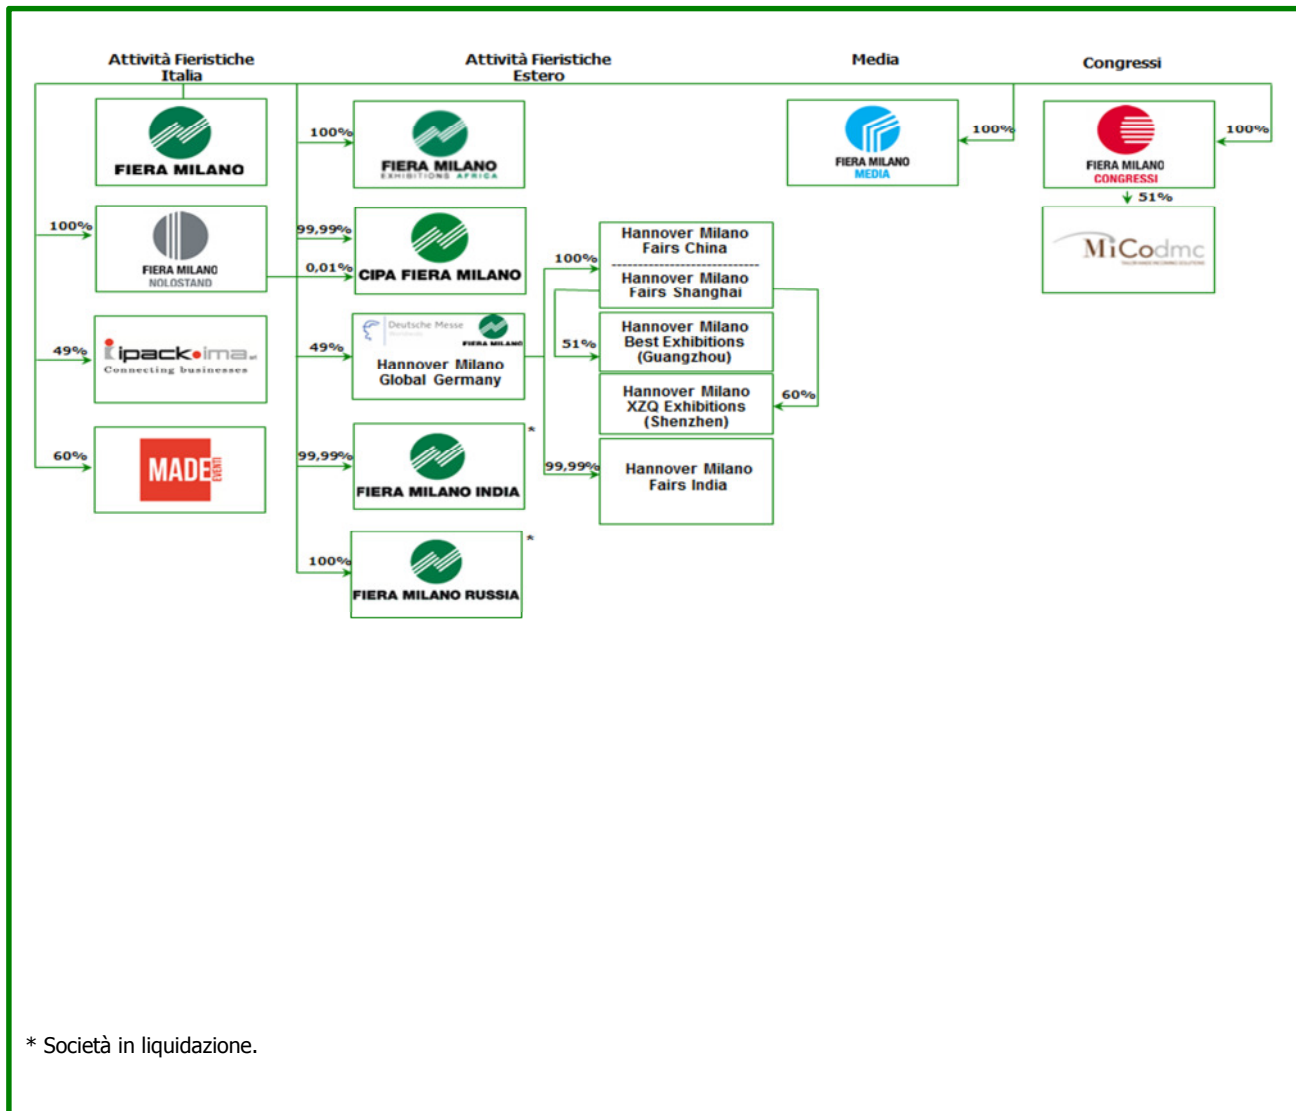 Attività Fieristiche
Italia
Attività Fieristiche
Estero
Media
Congressi
FIERA MILANO
100%
FIERA MILANO
EXHIBITIONS AFRICA
FIERA MILANO
MEDIA
100%
FIERA MILANO
CONGRESSI
100%
51%
MiCodmc
100%
FIERA MILANO
NOLOSTAND
99,99%
0,01%
CIPA FIERA MILANO
100%
Hannover Milano
Fairs China
Hannover Milano
Fairs Shanghai
49%
ipack•ima
Connecting businesses
49%
Deutsche Messe
FIERA MILANO
Hannover Milano
Global Germany
51%
Hannover Milano
Best Exhibitions
(Guangzhou)
Hannover Milano
XZQ Exhibitions
(Shenzhen)
60%
60%
MADE
EVENTI
99,99%
FIERA MILANO INDIA
*
99,99%
Hannover Milano
Fairs India
100%
FIERA MILANO RUSSIA
*
* Società in liquidazione.